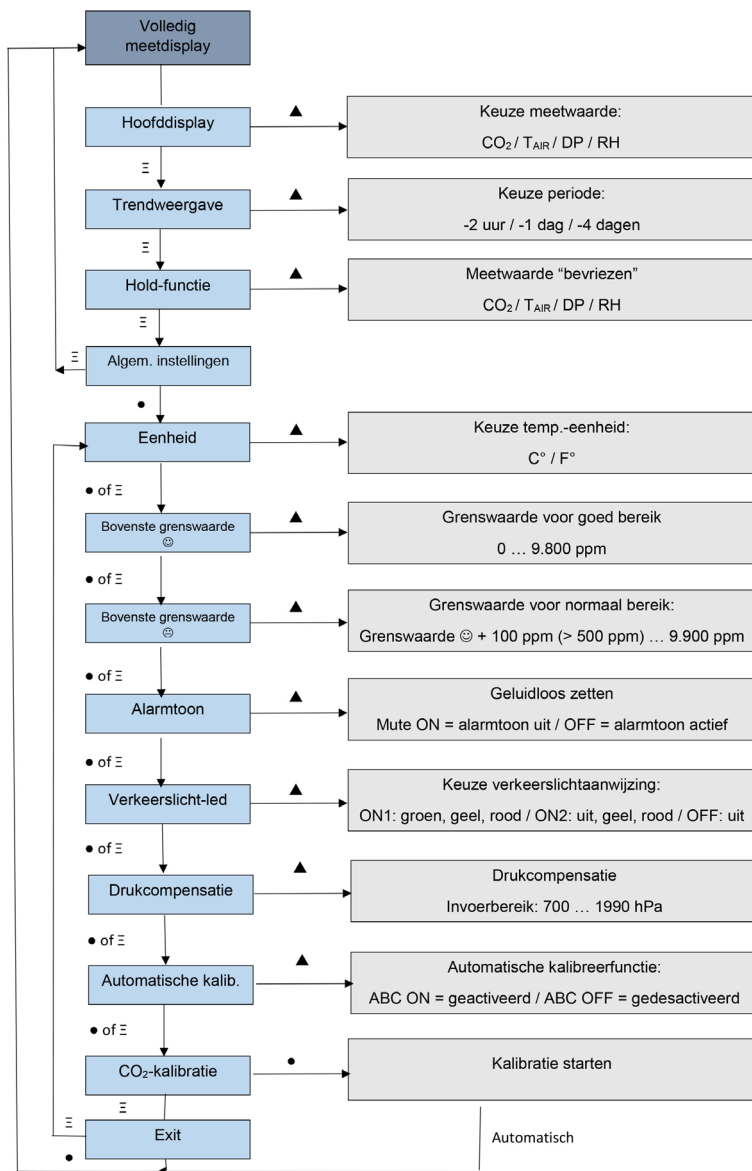 Volledig
meetdisplay
Hoofddisplay
▲
Keuze meetwaarde:
CO₂ / TAIR / DP / RH
Ξ
Trendweergave
▲
Keuze periode:
-2 uur / -1 dag / -4 dagen
Ξ
Hold-functie
▲
Meetwaarde “bevriezen”
CO₂ / TAIR / DP / RH
Ξ
Algem. instellingen
Ξ
●
Eenheid
▲
Keuze temp.-eenheid:
C° / F°
● of Ξ
Bovenste grenswaarde
☺
▲
Grenswaarde voor goed bereik
0 … 9.800 ppm
● of Ξ
Bovenste grenswaarde
😐
▲
Grenswaarde voor normaal bereik:
Grenswaarde ☺ + 100 ppm (> 500 ppm) … 9.900 ppm
● of Ξ
Alarmtoon
▲
Geluidloos zetten
Mute ON = alarmtoon uit / OFF = alarmtoon actief
● of Ξ
Verkeerslicht-led
▲
Keuze verkeerslichtaanwijzing:
ON1: groen, geel, rood / ON2: uit, geel, rood / OFF: uit
● of Ξ
Drukcompensatie
▲
Drukcompensatie
Invoerbereik: 700 … 1990 hPa
● of Ξ
Automatische kalib.
▲
Automatische kalibreerfunctie:
ABC ON = geactiveerd / ABC OFF = gedesactiveerd
● of Ξ
CO₂-kalibratie
●
Kalibratie starten
Ξ
Exit
Ξ
●
Automatisch